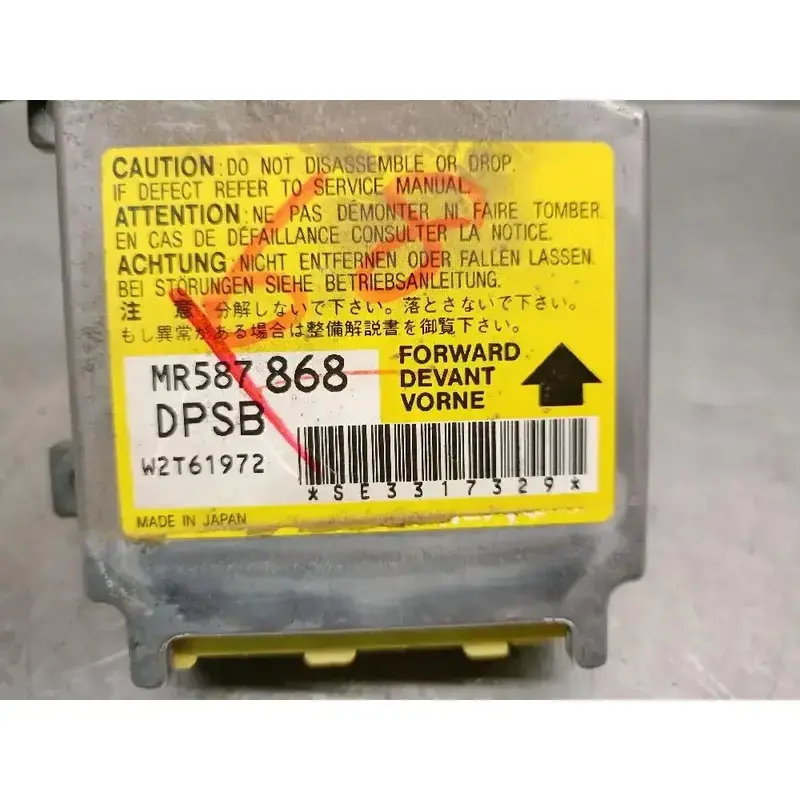 CAUTION : DO NOT DISASSEMBLE OR DROP.
IF DEFECT REFER TO SERVICE MANUAL.
ATTENTION : NE PAS DÉMONTER NI FAIRE TOMBER.
EN CAS DE DÉFAILLANCE CONSULTER LA NOTICE.
ACHTUNG : NICHT ENTFERNEN ODER FALLEN LASSEN.
BEI STÖRUNGEN SIEHE BETRIEBSANLEITUNG.
注 意 : 分解しないで下さい。落とさないで下さい。
もし異常がある場合は整備解説書を御覧下さい。
MR587 868
DPSB
W2T61972
FORWARD
DEVANT
VORNE
*SE3317329*
MADE IN JAPAN